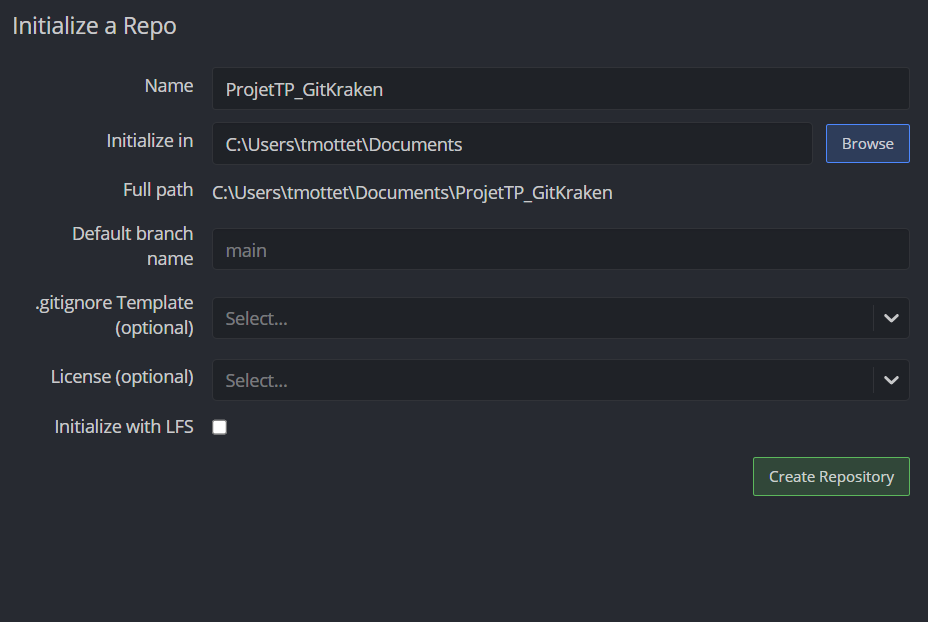 Initialize a Repo
Name
ProjetTP_GitKraken
Initialize in
C:\Users\tmottet\Documents
Browse
Full path
C:\Users\tmottet\Documents\ProjetTP_GitKraken
Default branch
name
main
.gitignore Template
(optional)
Select...
License (optional)
Select...
Initialize with LFS
Create Repository